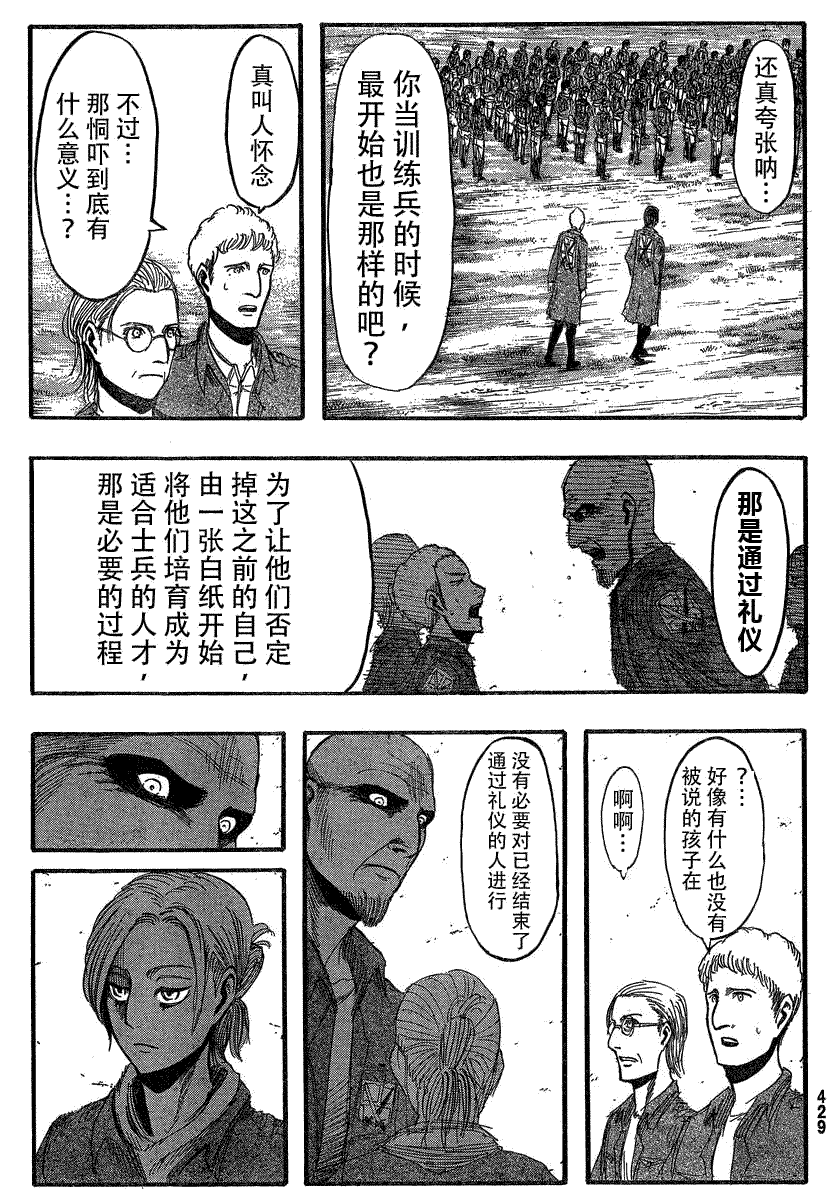 还真夸张呐…
你当训练兵的时候，
最开始也是那样的吧？
真叫人怀念
不过…
那恫吓到底有
什么意义…？
那是通过礼仪
为了让他们否定
掉这之前的自己，
由一张白纸开始
将他们培育成为
适合士兵的人才，
那是必要的过程
？…
好像有什么也没有
被说的孩子在
啊啊…
没有必要对已经结束了
通过礼仪的人进行
429